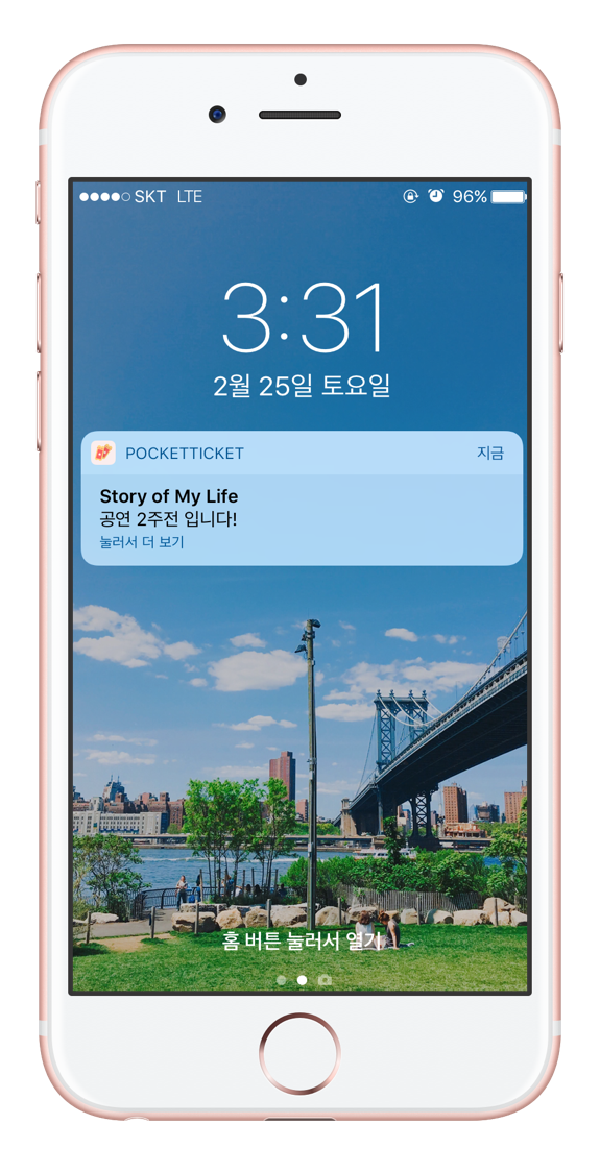 SKT LTE 96%
3:31
2월 25일 토요일
POCKETTICKET 지금
Story of My Life
공연 2주전 입니다!
눌러서 더 보기
홈 버튼 눌러서 열기